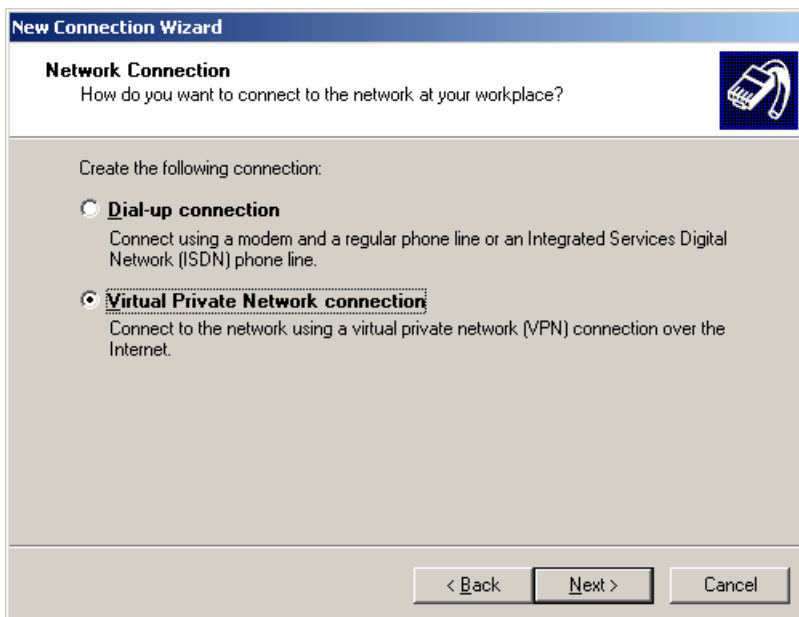 New Connection Wizard
Network Connection
How do you want to connect to the network at your workplace?
Create the following connection:
Dial-up connection
Connect using a modem and a regular phone line or an Integrated Services Digital
Network (ISDN) phone line.
Virtual Private Network connection
Connect to the network using a virtual private network (VPN) connection over the
Internet.
< Back
Next >
Cancel